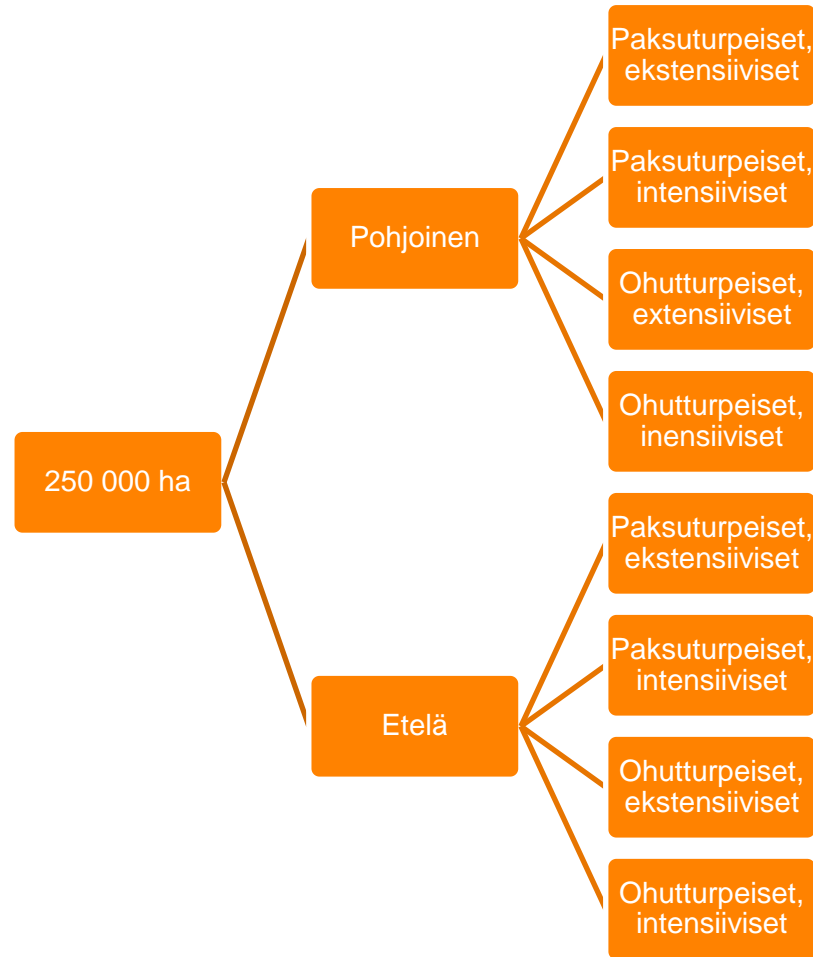 250 000 ha
Pohjoinen
Paksuturpeiset,
ekstensiiviset
Paksuturpeiset,
intensiiviset
Ohutturpeiset,
extensiiviset
Ohutturpeiset,
inensiiviset
Etelä
Paksuturpeiset,
ekstensiiviset
Paksuturpeiset,
intensiiviset
Ohutturpeiset,
ekstensiiviset
Ohutturpeiset,
intensiiviset